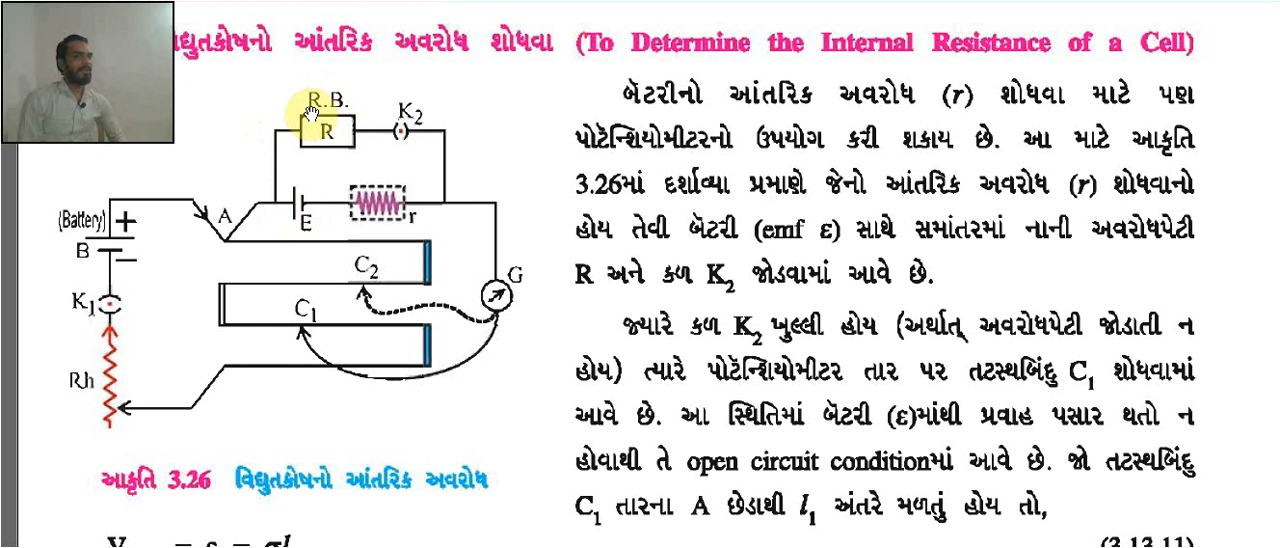 વિદ્યુતકોષનો આંતરિક અવરોધ શોધવા (To Determine the Internal Resistance of a Cell)
R.B.
R
K2
E
r
(Battery)
+
A
B
−
K1
Rh
C2
C1
G
આકૃતિ 3.26 વિદ્યુતકોષનો આંતરિક અવરોધ
બૅટરીનો આંતરિક અવરોધ (r) શોધવા માટે પણ
પોટૅન્શિયોમીટરનો ઉપયોગ કરી શકાય છે. આ માટે આકૃતિ
3.26માં દર્શાવ્યા પ્રમાણે જેનો આંતરિક અવરોધ (r) શોધવાનો
હોય તેવી બૅટરી (emf ε) સાથે સમાંતરમાં નાની અવરોધપેટી
R અને કળ K2 જોડવામાં આવે છે.
જ્યારે કળ K2 ખુલ્લી હોય (અર્થાત્ અવરોધપેટી જોડાતી ન
હોય) ત્યારે પોટૅન્શિયોમીટર તાર પર તટસ્થબિંદુ C1 શોધવામાં
આવે છે. આ સ્થિતિમાં બૅટરી (ε)માંથી પ્રવાહ પસાર થતો ન
હોવાથી તે open circuit conditionમાં આવે છે. જો તટસ્થબિંદુ
C1 તારના A છેડાથી l1 અંતરે મળતું હોય તો,
(3.13.11)